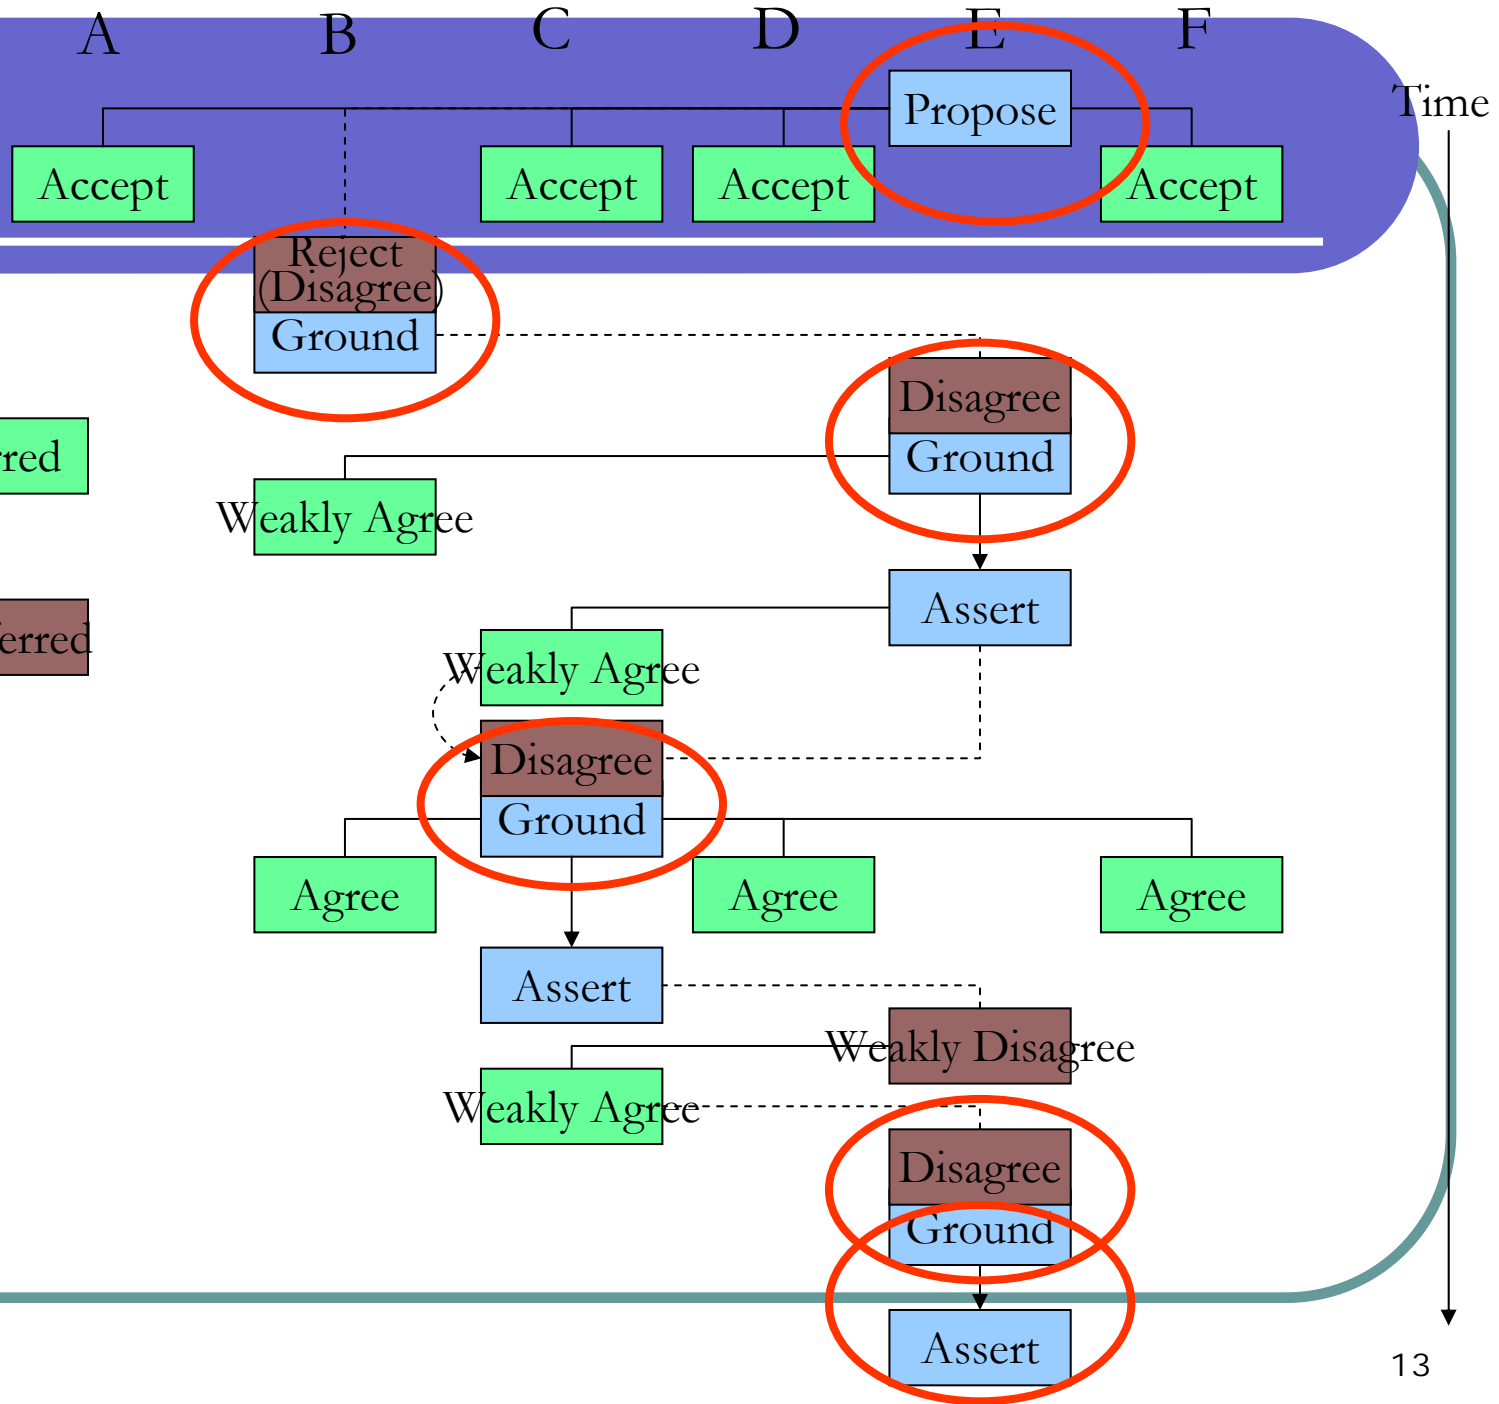 A B C D E F
Time
Propose
Accept Accept Accept Accept
Reject
(Disagree)
Ground
Disagree
rred Ground
Weakly Agree
Assert
erred Weakly Agree
Disagree
Ground
Agree Agree Agree
Assert
Weakly Disagree
Weakly Agree
Disagree
Ground
Assert
13